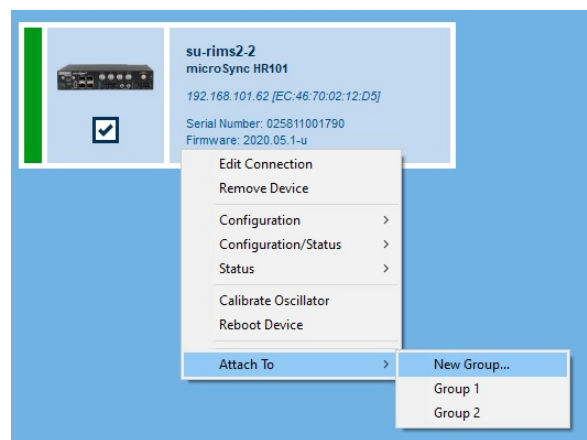 su-rims2-2
microSync HR101
192.168.101.62 [EC:46:70:02:12:D5]
Serial Number: 025811001790
Firmware: 2020.05.1-u
Edit Connection
Remove Device
Configuration
Configuration/Status
Status
Calibrate Oscillator
Reboot Device
Attach To
New Group...
Group 1
Group 2